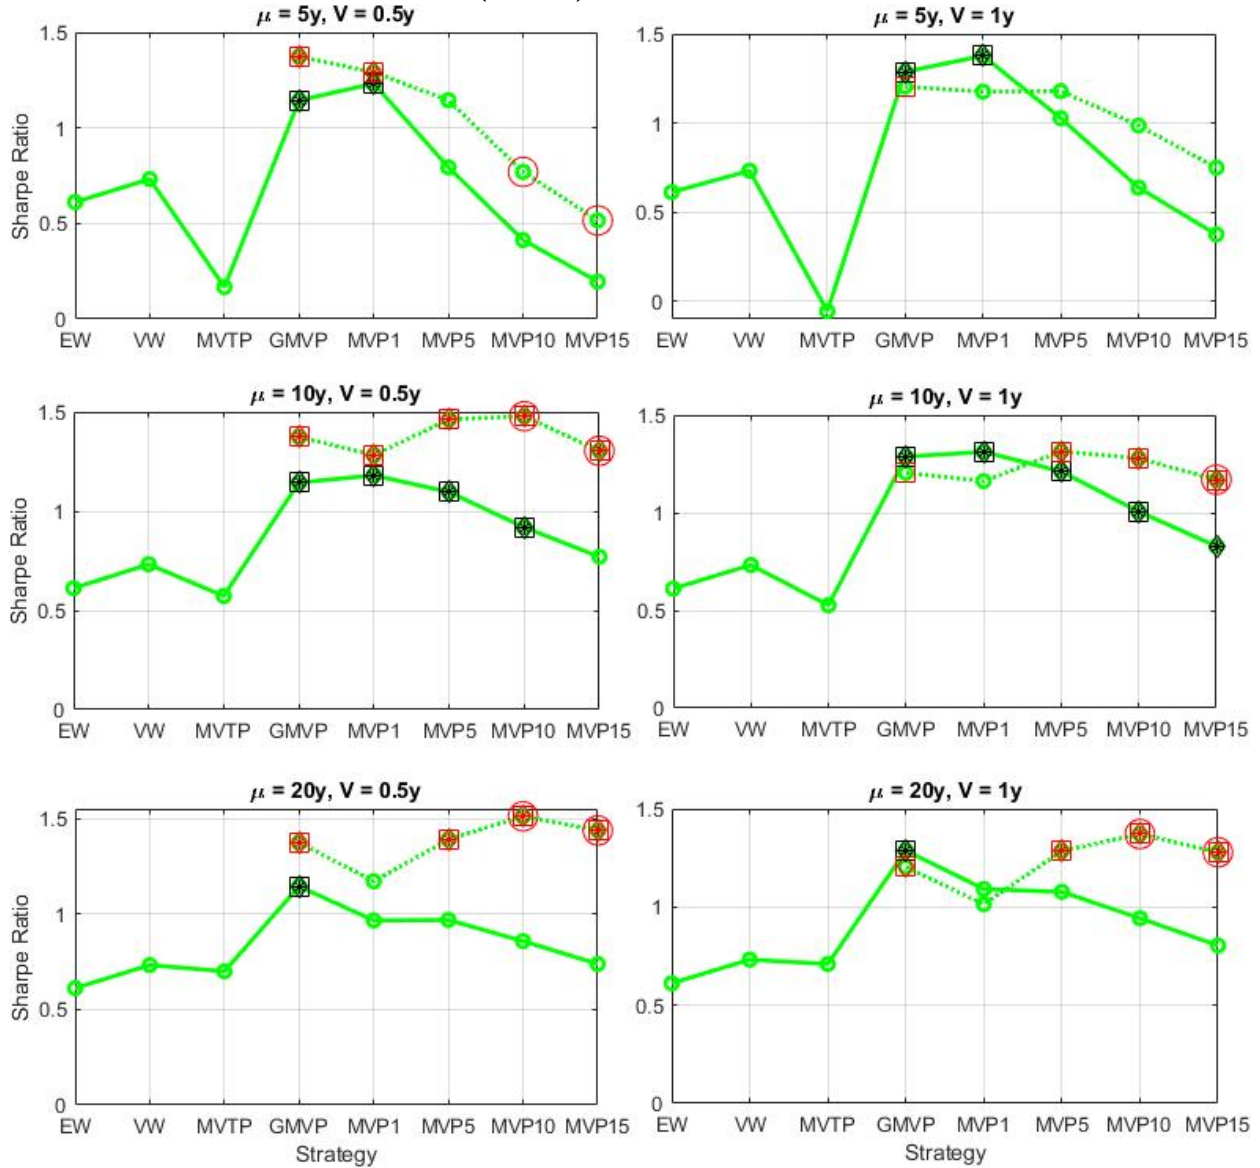 μ = 5y, V = 0.5y
Sharpe Ratio
1.5
1
0.5
0
EW VW MVTP GMVP MVP1 MVP5 MVP10 MVP15
μ = 5y, V = 1y
1.5
1
0.5
0
EW VW MVTP GMVP MVP1 MVP5 MVP10 MVP15
μ = 10y, V = 0.5y
Sharpe Ratio
1.5
1
0.5
0
EW VW MVTP GMVP MVP1 MVP5 MVP10 MVP15
μ = 10y, V = 1y
1.5
1
0.5
0
EW VW MVTP GMVP MVP1 MVP5 MVP10 MVP15
μ = 20y, V = 0.5y
Sharpe Ratio
1.5
1
0.5
0
EW VW MVTP GMVP MVP1 MVP5 MVP10 MVP15
Strategy
μ = 20y, V = 1y
1.5
1
0.5
0
EW VW MVTP GMVP MVP1 MVP5 MVP10 MVP15
Strategy